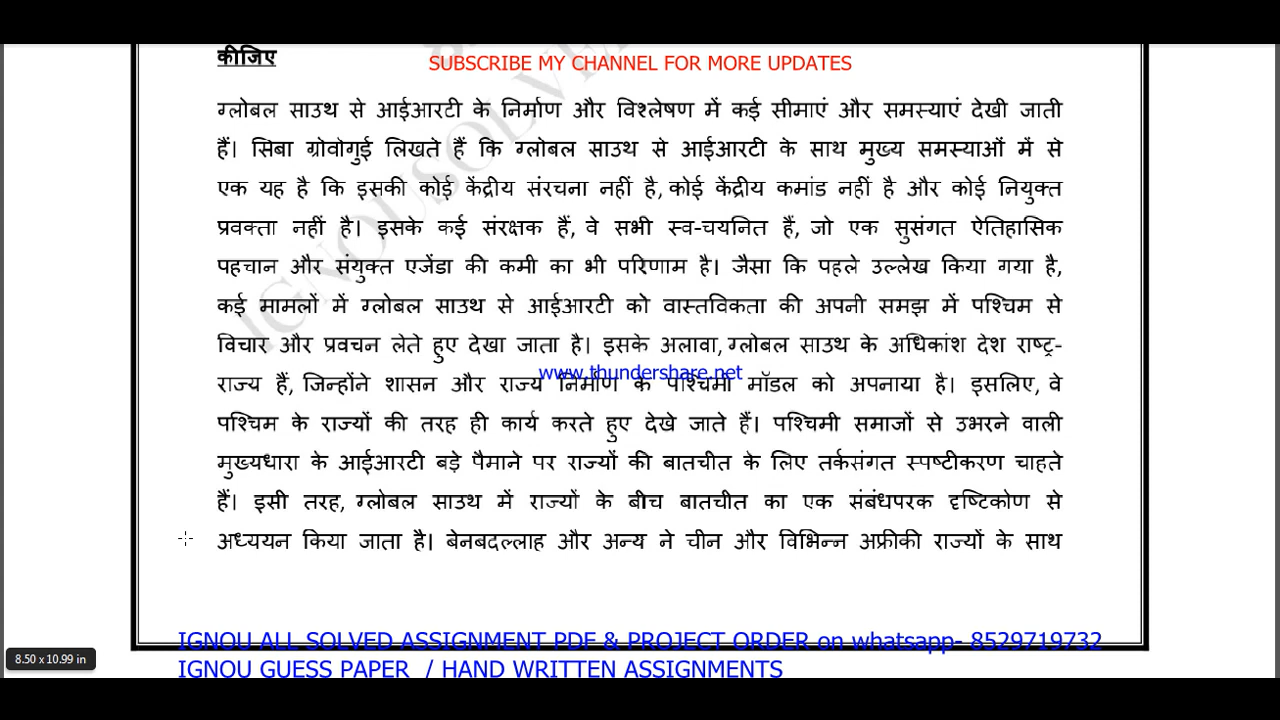 कीजिए
SUBSCRIBE MY CHANNEL FOR MORE UPDATES
ग्लोबल साउथ से आईआरटी के निर्माण और विश्लेषण में कई सीमाएं और समस्याएं देखी जाती
हैं। सिबा ग्रोवोगुई लिखते हैं कि ग्लोबल साउथ से आईआरटी के साथ मुख्य समस्याओं में से
एक यह है कि इसकी कोई केंद्रीय संरचना नहीं है, कोई केंद्रीय कमांड नहीं है और कोई नियुक्त
प्रवक्ता नहीं है। इसके कई संरक्षक हैं, वे सभी स्व-चयनित हैं, जो एक सुसंगत ऐतिहासिक
पहचान और संयुक्त एजेंडा की कमी का भी परिणाम है। जैसा कि पहले उल्लेख किया गया है,
कई मामलों में ग्लोबल साउथ से आईआरटी को वास्तविकता की अपनी समझ में पश्चिम से
विचार और प्रवचन लेते हुए देखा जाता है। इसके अलावा, ग्लोबल साउथ के अधिकांश देश राष्ट्र-
राज्य हैं, जिन्होंने शासन और राज्य निर्माण के पश्चिमी मॉडल को अपनाया है। इसलिए, वे
www.thundershare.net
पश्चिम के राज्यों की तरह ही कार्य करते हुए देखे जाते हैं। पश्चिमी समाजों से उभरने वाली
मुख्यधारा के आईआरटी बड़े पैमाने पर राज्यों की बातचीत के लिए तर्कसंगत स्पष्टीकरण चाहते
हैं। इसी तरह, ग्लोबल साउथ में राज्यों के बीच बातचीत का एक संबंधपरक दृष्टिकोण से
अध्ययन किया जाता है। बेनबदल्लाह और अन्य ने चीन और विभिन्न अफ्रीकी राज्यों के साथ
IGNOU ALL SOLVED ASSIGNMENT PDF & PROJECT ORDER on whatsapp- 8529719732
8.50 x 10.99 in
IGNOU GUESS PAPER / HAND WRITTEN ASSIGNMENTS